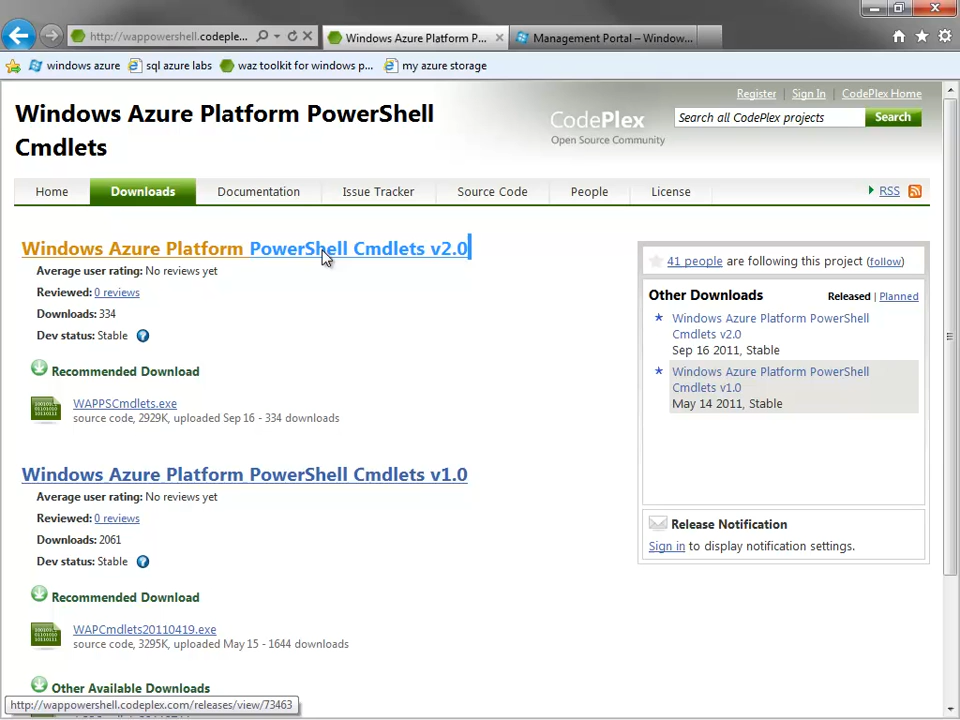 http://wappowershell.codeple...
Windows Azure Platform P...
Management Portal – Window...
windows azure
sql azure labs
waz toolkit for windows p...
my azure storage
Register | Sign In | CodePlex Home
Windows Azure Platform PowerShell
Cmdlets
CodePlex
Open Source Community
Search all CodePlex projects
Search
Home
Downloads
Documentation
Issue Tracker
Source Code
People
License
RSS
Windows Azure Platform PowerShell Cmdlets v2.0
Average user rating: No reviews yet
Reviewed: 0 reviews
Downloads: 334
Dev status: Stable ?
Recommended Download
WAPPSCmdlets.exe
source code, 2929K, uploaded Sep 16 - 334 downloads
Windows Azure Platform PowerShell Cmdlets v1.0
Average user rating: No reviews yet
Reviewed: 0 reviews
Downloads: 2061
Dev status: Stable ?
Recommended Download
WAPCmdlets20110419.exe
source code, 3295K, uploaded May 15 - 1644 downloads
Other Available Downloads
41 people are following this project (follow)
Other Downloads
Released | Planned
* Windows Azure Platform PowerShell
Cmdlets v2.0
Sep 16 2011, Stable
* Windows Azure Platform PowerShell
Cmdlets v1.0
May 14 2011, Stable
Release Notification
Sign in to display notification settings.
http://wappowershell.codeplex.com/releases/view/73463